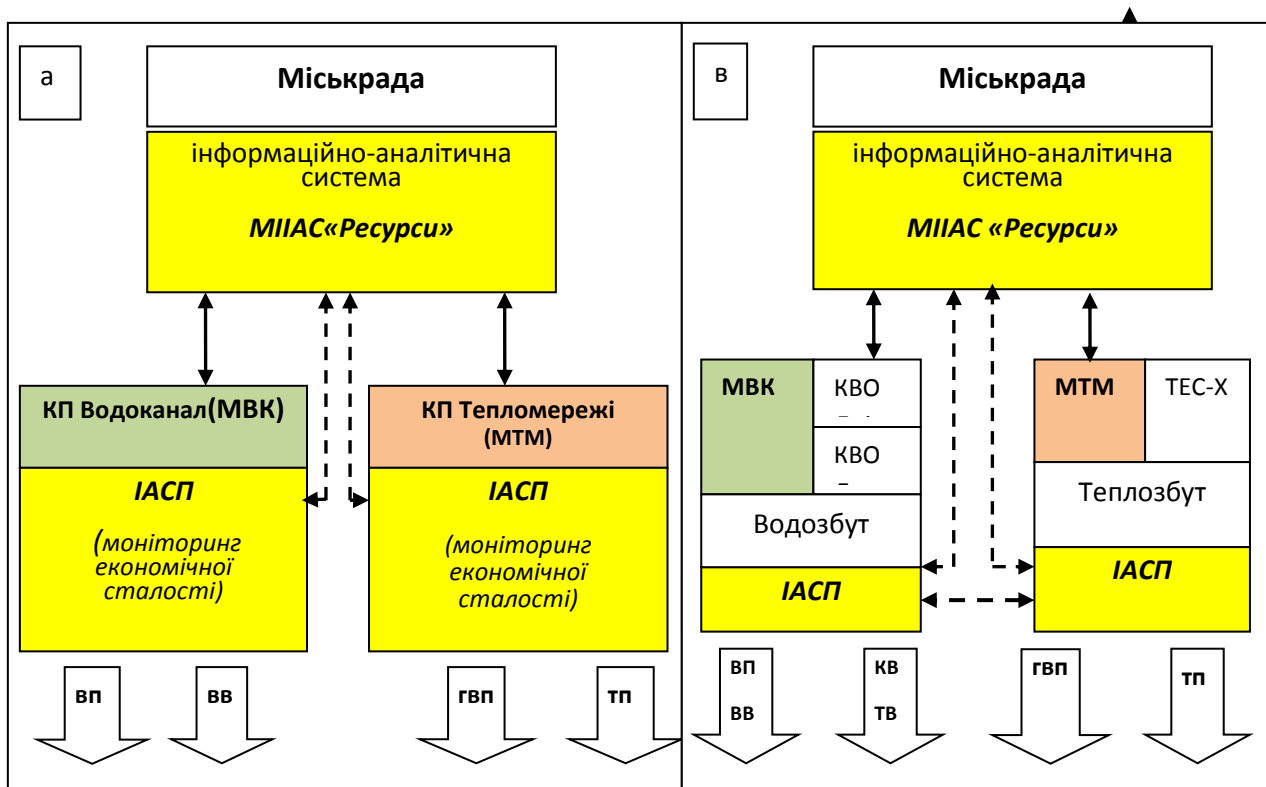 а
Міськрада
інформаційно-аналітична
система
МІІАС«Ресурси»
КП Водоканал(МВК)
ІАСП
(моніторинг
економічної
сталості)
КП Тепломережі
(МТМ)
ІАСП
(моніторинг
економічної
сталості)
вп
вв
гвп
тп
в
Міськрада
інформаційно-аналітична
система
МІІАС «Ресурси»
МВК
КВО
КВО
Водозбут
ІАСП
МТМ
ТЕС-Х
Теплозбут
ІАСП
ВП
ВВ
КВ
ТВ
гвп
тп